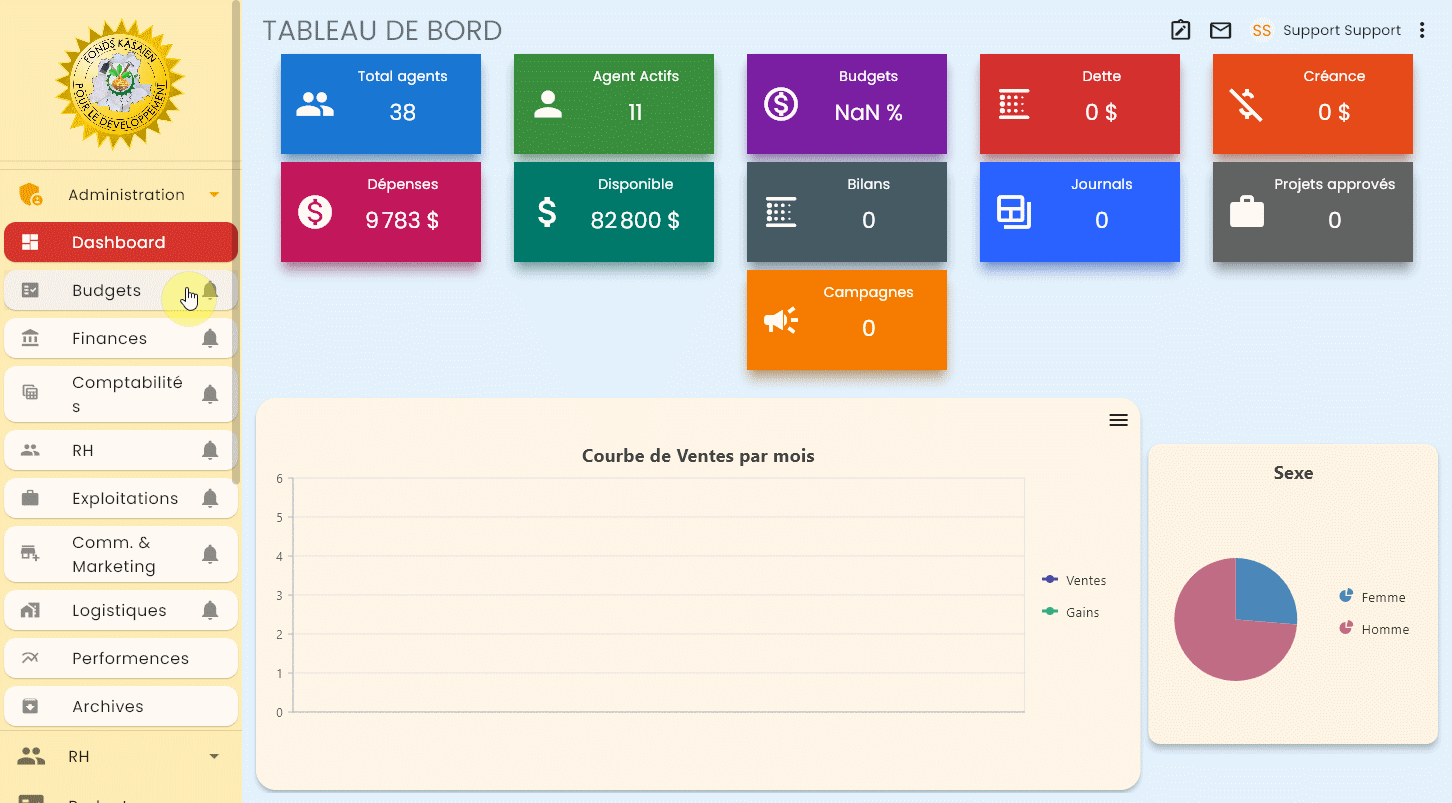 FONDS KASAIEN
POUR LE DEVELOPPEMENT
Administration
Dashboard
Budgets
Finances
Comptabilité
s
RH
Exploitations
Comm. &
Marketing
Logistiques
Performences
Archives
RH
TABLEAU DE BORD
SS Support Support
Total agents
38
Agent Actifs
11
Budgets
NaN %
Dette
0 $
Créance
0 $
Dépenses
9 783 $
Disponible
82 800 $
Bilans
0
Journals
0
Projets approvés
0
Campagnes
0
Courbe de Ventes par mois
6
5
4
3
2
1
0
Ventes
Gains
Sexe
Femme
Homme